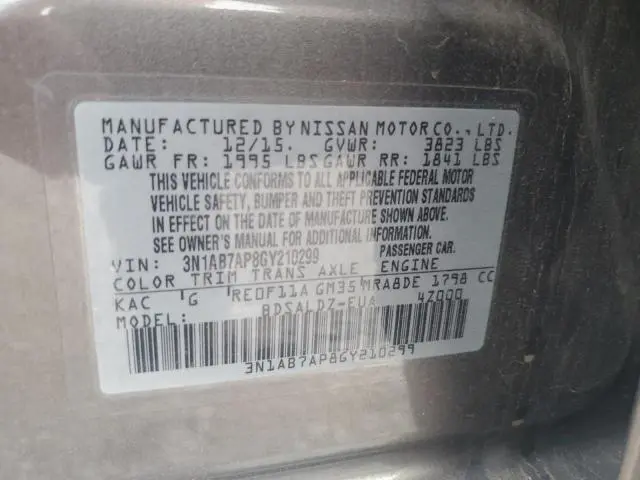 MANUFACTURED BY NISSAN MOTOR CO., LTD.
DATE: 12/15. GVWR: 3823 LBS
GAWR FR: 1995 LBS GAWR RR: 1841 LBS
THIS VEHICLE CONFORMS TO ALL APPLICABLE FEDERAL MOTOR
VEHICLE SAFETY, BUMPER AND THEFT PREVENTION STANDARDS
IN EFFECT ON THE DATE OF MANUFACTURE SHOWN ABOVE.
SEE OWNER'S MANUAL FOR ADDITIONAL INFORMATION.
VIN: 3N1AB7AP8GY210299 PASSENGER CAR.
COLOR TRIM TRANS AXLE ENGINE
KAC G RE0F11A GM35 MRA8DE 1798 CC
MODEL: BDSALDZ-EUA 4Z000
3N1AB7AP8GY210299